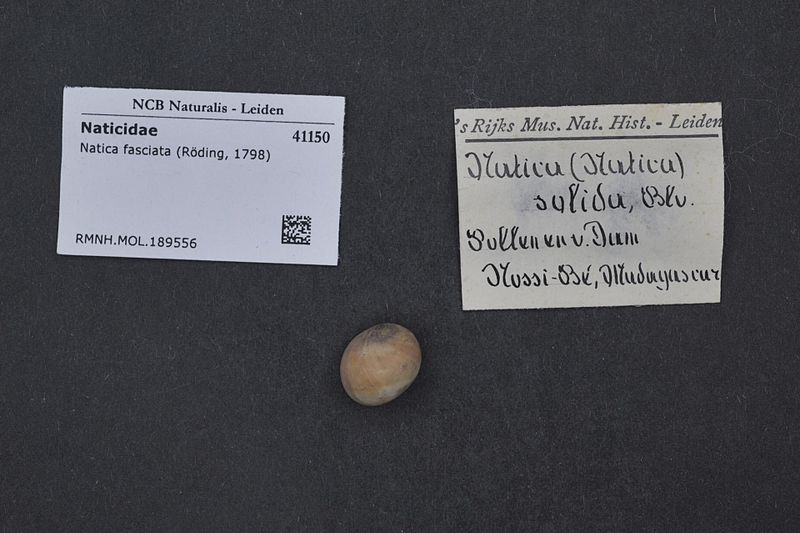 NCB Naturalis - Leiden
Naticidae 41150
Natica fasciata (Röding, 1798)
RMNH.MOL.189556
's Rijks Mus. Nat. Hist. - Leiden
Natica (Natica)
solida, Blv.
Pollen en v. Dam
Nossi-Bé, Madagascar